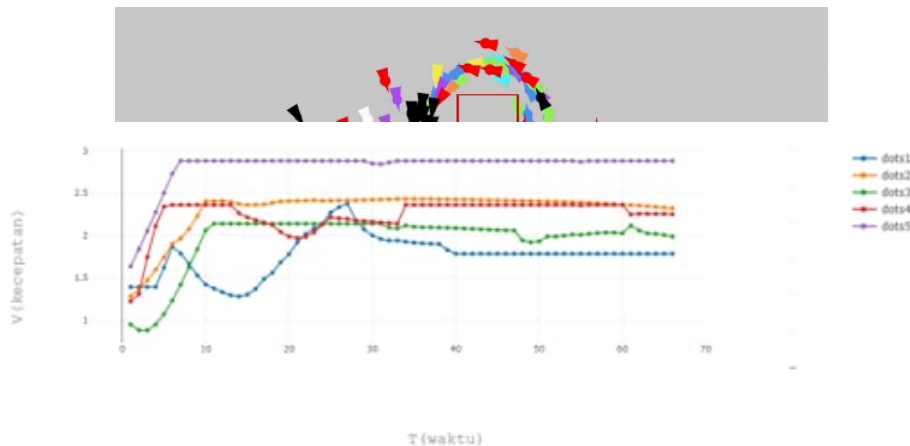 3
2.5
2
1.5
1
0 10 20 30 40 50 60 70
V(kecepatan)
T(waktu)
dots1
dots2
dots3
dots4
dots5